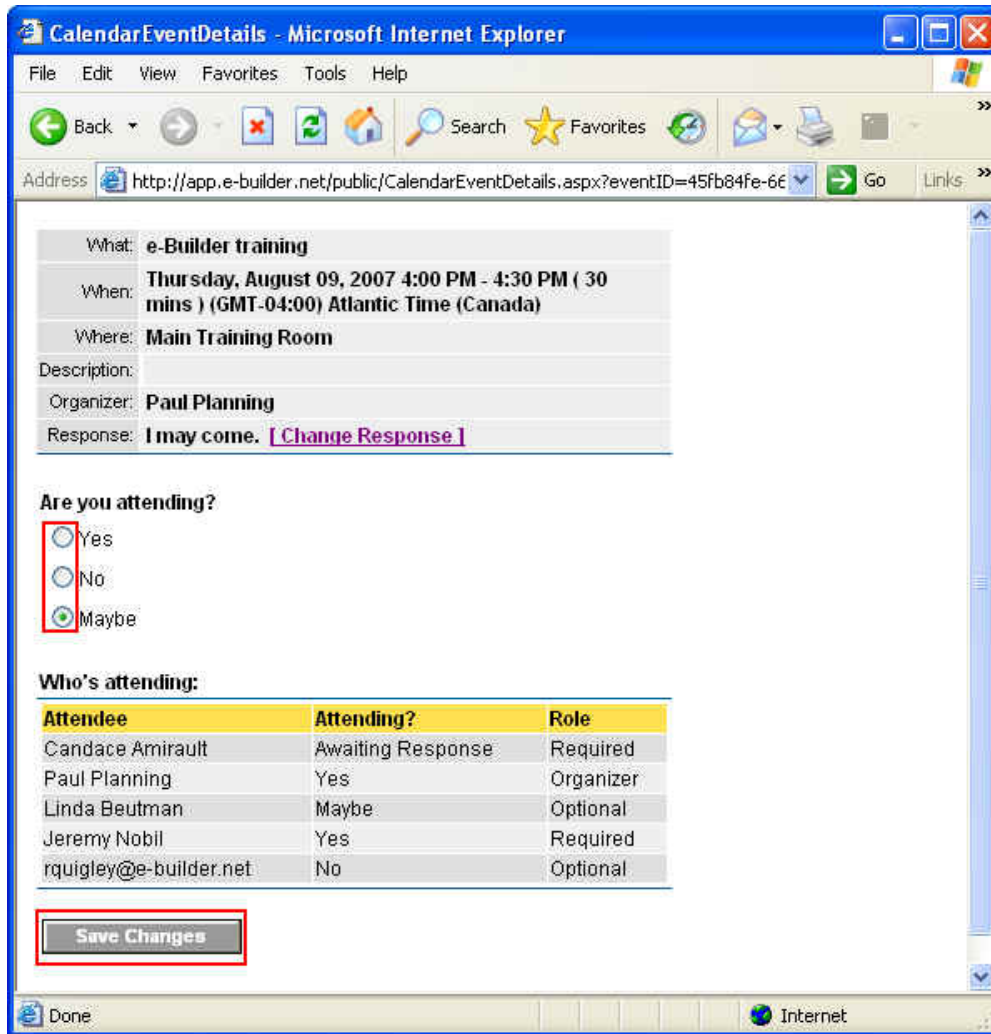 CalendarEventDetails - Microsoft Internet Explorer
File Edit View Favorites Tools Help
Back Search Favorites »
Address http://app.e-builder.net/public/CalendarEventDetails.aspx?eventID=45fb84fe-66 Go Links »
What: e-Builder training
When: Thursday, August 09, 2007 4:00 PM - 4:30 PM ( 30
mins ) (GMT-04:00) Atlantic Time (Canada)
Where: Main Training Room
Description:
Organizer: Paul Planning
Response: I may come. [ Change Response ]
Are you attending?
Yes
No
Maybe
Who's attending:
Attendee Attending? Role
Candace Amirault Awaiting Response Required
Paul Planning Yes Organizer
Linda Beutman Maybe Optional
Jeremy Nobil Yes Required
rquigley@e-builder.net No Optional
Save Changes
Done Internet